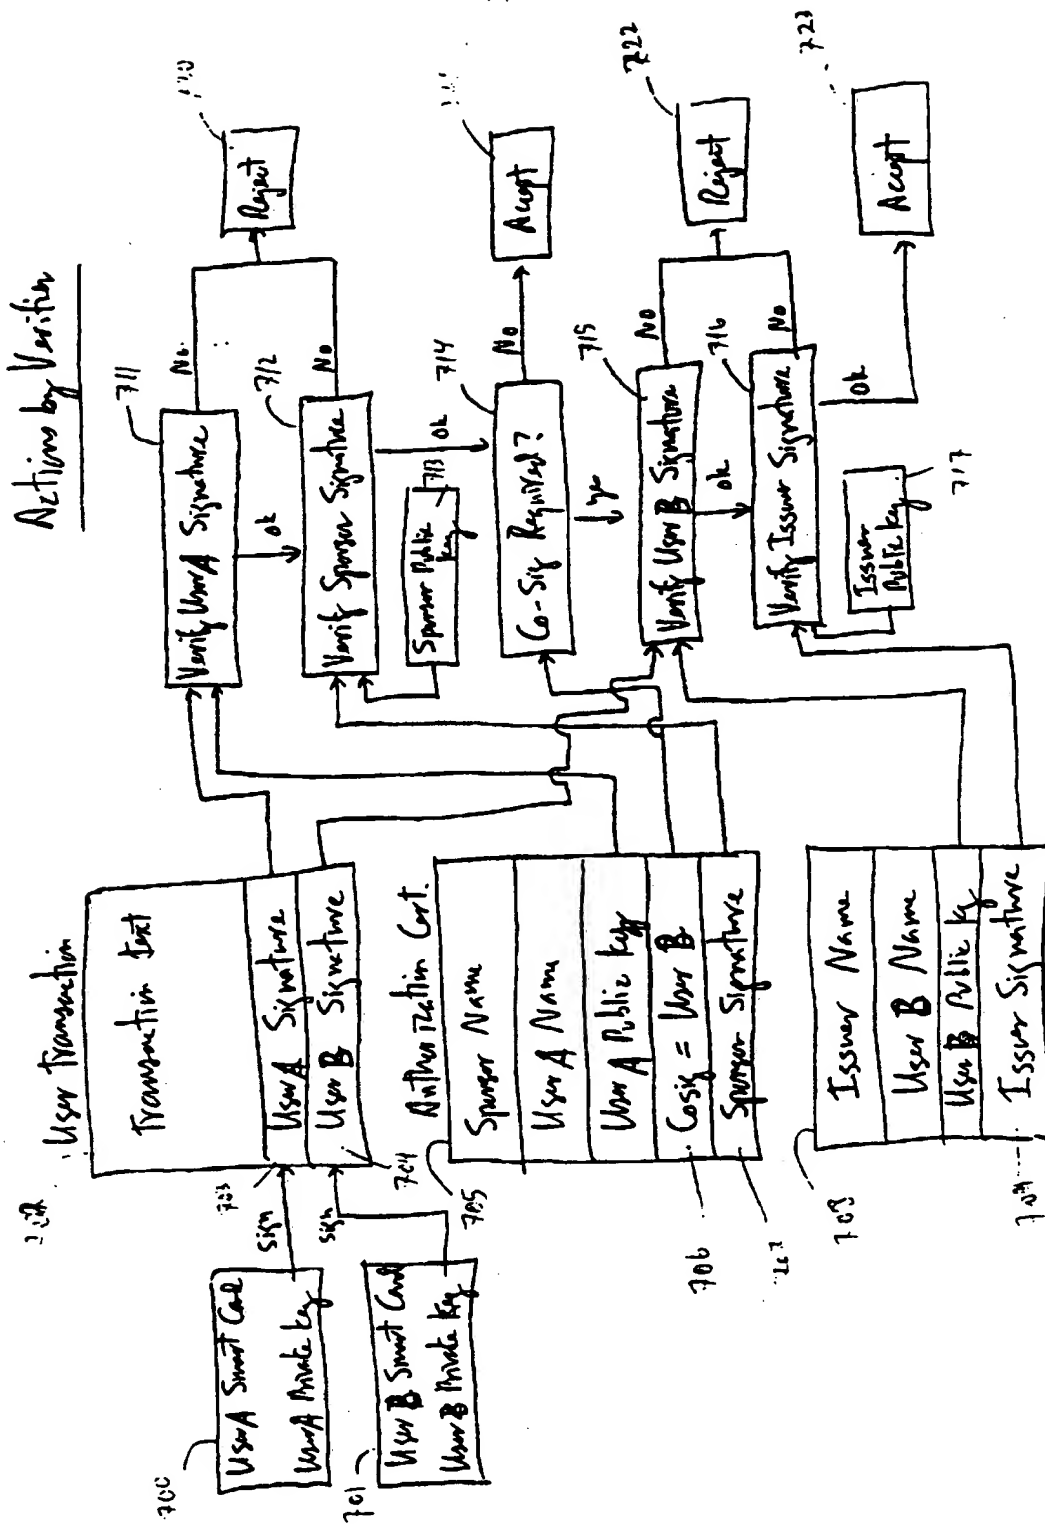 Actions by Verifier
700
User A Smart Card
User A Private key
701
User B Smart Card
User B Private key
sign
sign
User Transaction
Transaction text
703
User A Signature
User B Signature
704
Authorization Cert.
705
Sponsor Name
User A Name
User A Public key
Cosig = User B
Sponsor Signature
706
708
Issuer Name
User B Name
User B Public key
Issuer Signature
709
711
Verify User A Signature
No
ok
712
Verify Sponsor Signature
No
ok
713
Sponsor Public
key
714
Co-Sig Required?
No
yes
715
Verify User B Signature
No
ok
716
Verify Issuer Signature
No
ok
Issuer
Public key
717
Reject
Accept
722
Reject
723
Accept